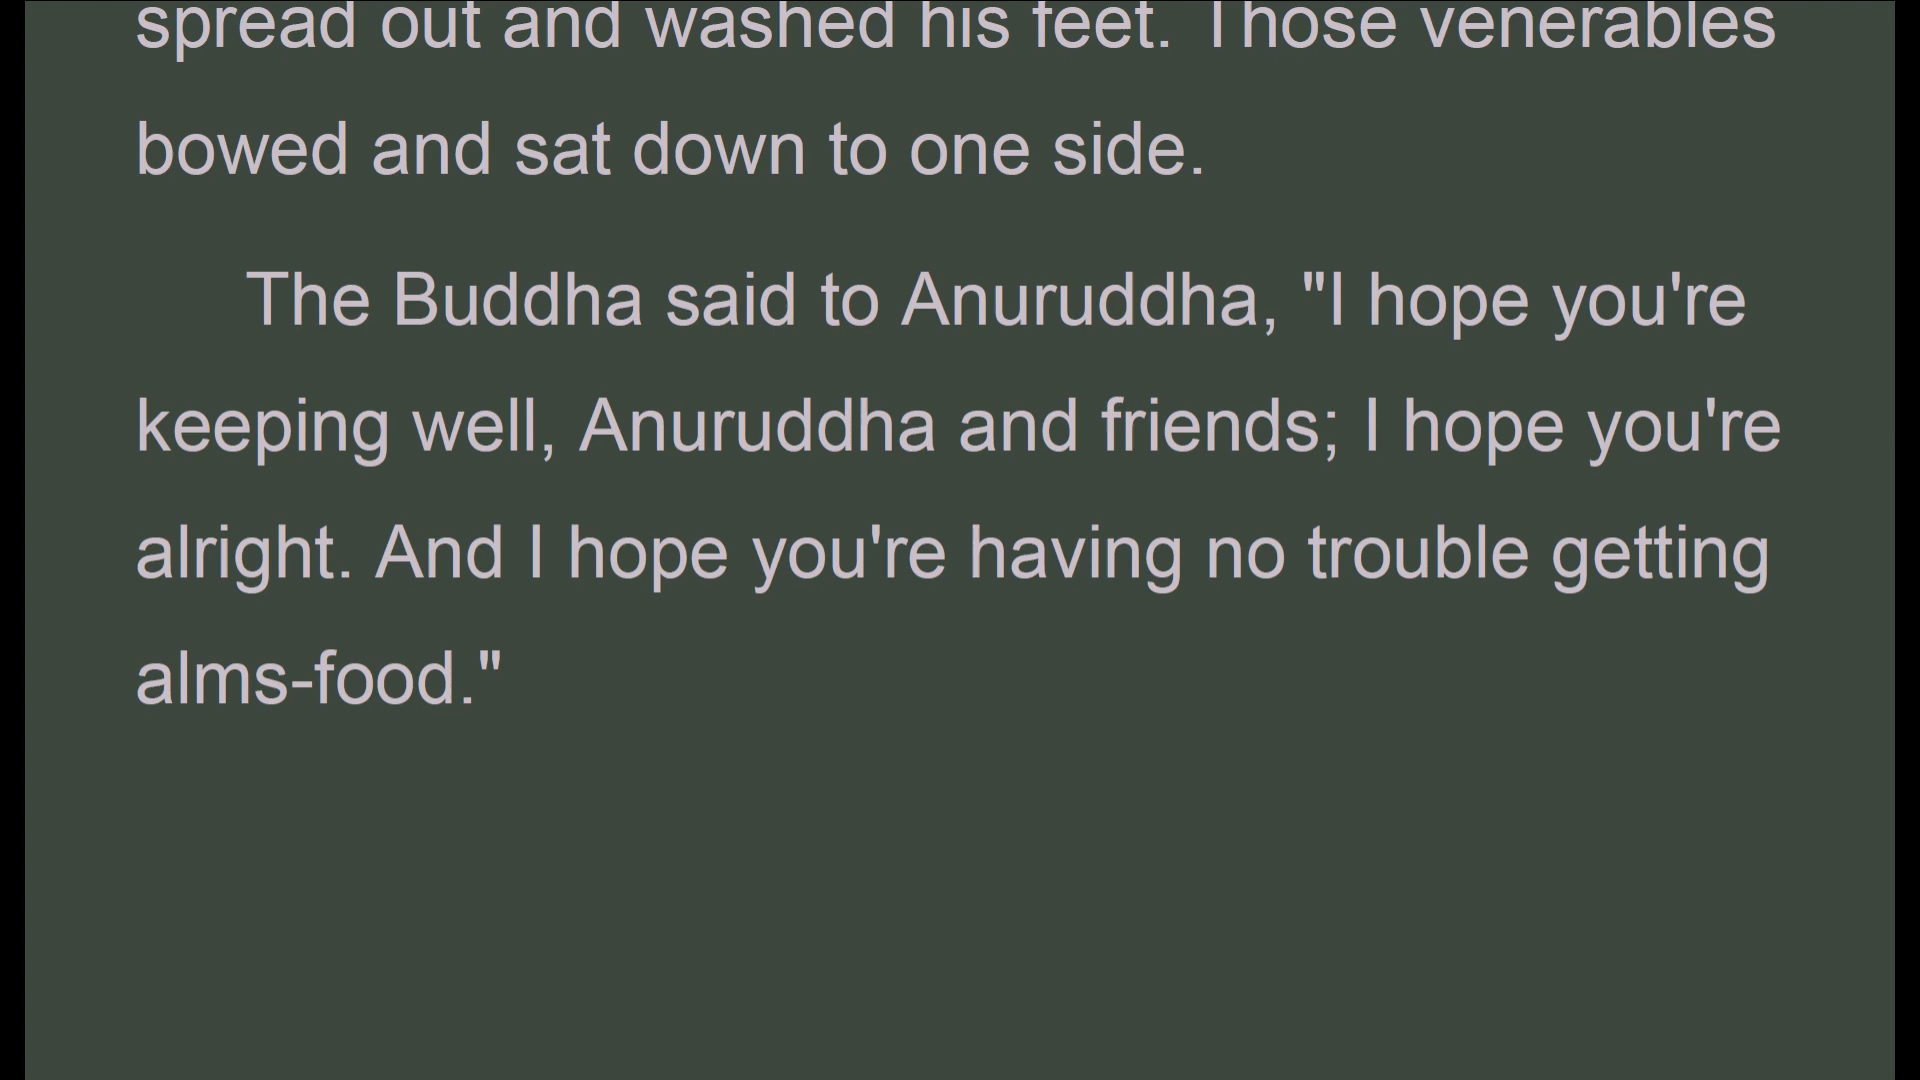 spread out and washed his feet. Those venerables
bowed and sat down to one side.
The Buddha said to Anuruddha, "I hope you're
keeping well, Anuruddha and friends; I hope you're
alright. And I hope you're having no trouble getting
alms-food."